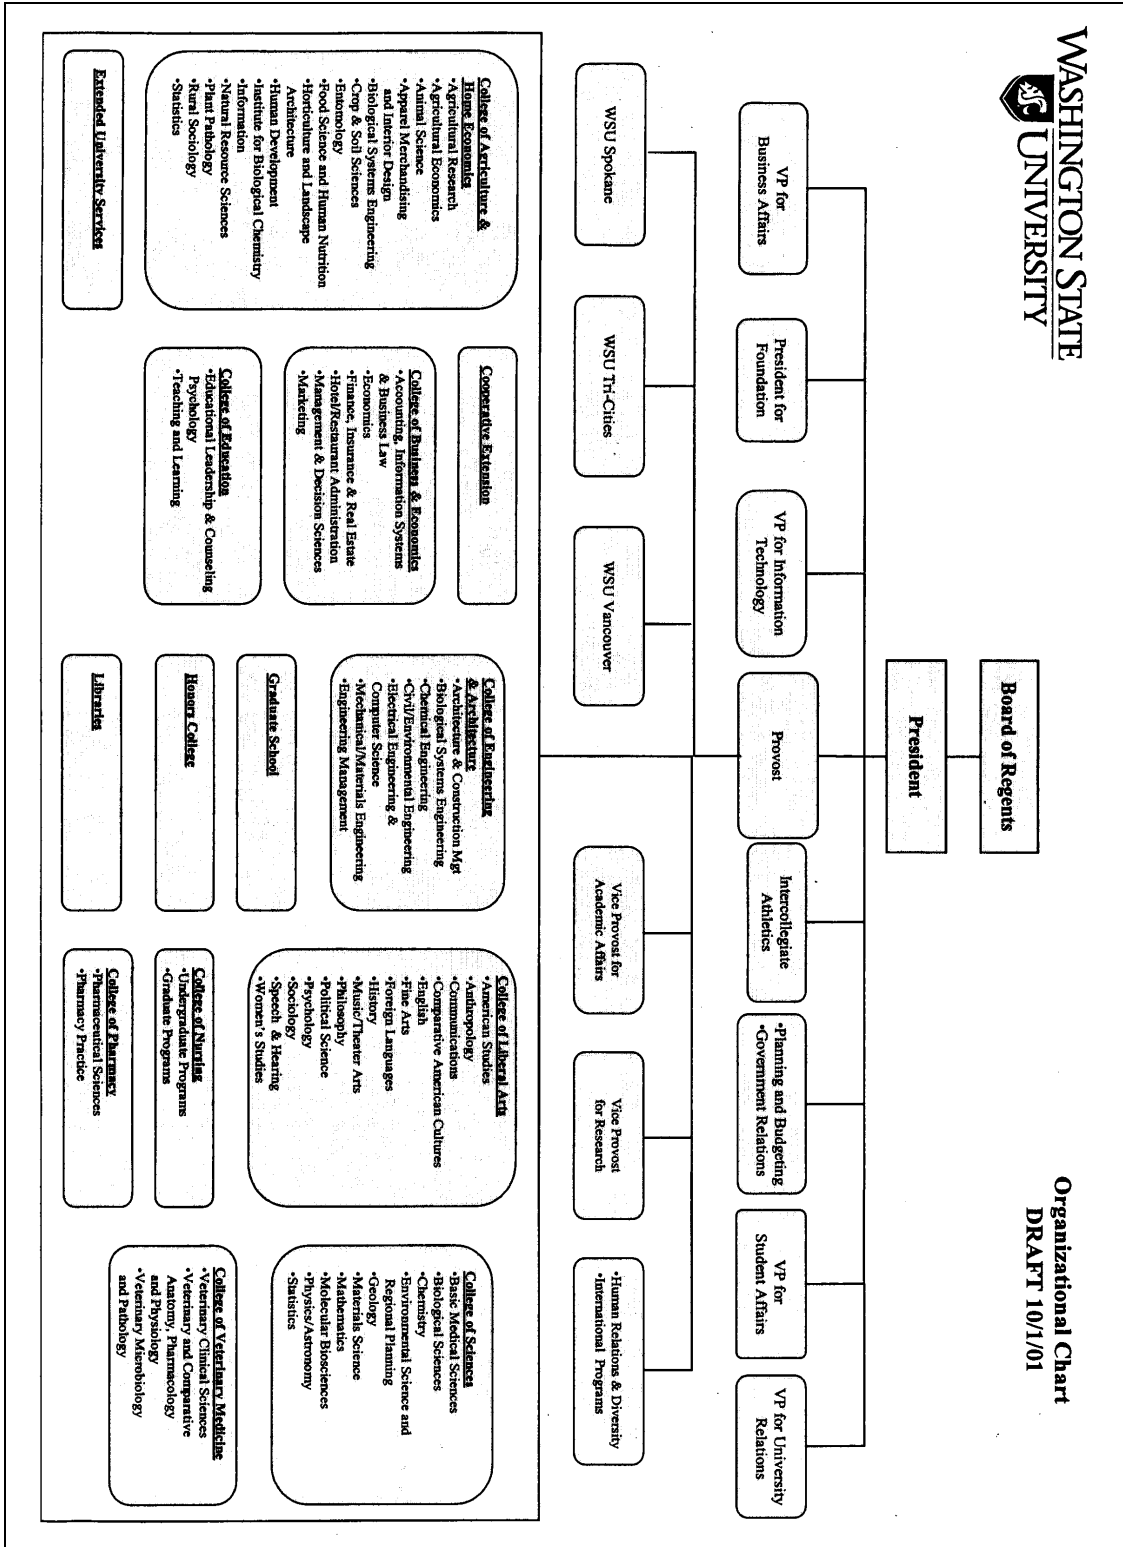 WASHINGTON STATE
UNIVERSITY
Organizational Chart
DRAFT 10/1/01
Board of Regents
President
VP for
Business Affairs
President for
Foundation
VP for Information
Technology
Provost
Intercollegiate
Athletics
•Planning and Budgeting
•Government Relations
VP for
Student Affairs
VP for University
Relations
WSU Spokane
WSU Tri-Cities
WSU Vancouver
Vice Provost for
Academic Affairs
Vice Provost
for Research
•Human Relations & Diversity
•International Programs
College of Agriculture &
Home Economics
•Agricultural Research
•Agricultural Economics
•Animal Science
•Apparel Merchandising
and Interior Design
•Biological Systems Engineering
•Crop & Soil Sciences
•Entomology
•Food Science and Human Nutrition
•Horticulture and Landscape
Architecture
•Human Development
•Institute for Biological Chemistry
•Information
•Natural Resource Sciences
•Plant Pathology
•Rural Sociology
•Statistics
Extended University Services
Cooperative Extension
College of Business & Economics
•Accounting, Information Systems
& Business Law
•Economics
•Finance, Insurance & Real Estate
•Hotel/Restaurant Administration
•Management & Decision Sciences
•Marketing
College of Education
•Educational Leadership & Counseling
Psychology
•Teaching and Learning
College of Engineering
& Architecture
•Architecture & Construction Mgt
•Biological Systems Engineering
•Chemical Engineering
•Civil/Environmental Engineering
•Electrical Engineering &
Computer Science
•Mechanical/Materials Engineering
•Engineering Management
Graduate School
Honors College
Libraries
College of Liberal Arts
•American Studies
•Anthropology
•Communications
•Comparative American Cultures
•English
•Fine Arts
•Foreign Languages
•History
•Music/Theater Arts
•Philosophy
•Political Science
•Psychology
•Sociology
•Speech & Hearing
•Women's Studies
College of Nursing
•Undergraduate Programs
•Graduate Programs
College of Pharmacy
•Pharmaceutical Sciences
•Pharmacy Practice
College of Sciences
•Basic Medical Sciences
•Biological Sciences
•Chemistry
•Environmental Science and
Regional Planning
•Geology
•Materials Science
•Mathematics
•Molecular Biosciences
•Physics/Astronomy
•Statistics
College of Veterinary Medicine
•Veterinary Clinical Sciences
•Veterinary and Comparative
Anatomy, Pharmacology
and Physiology
•Veterinary Microbiology
and Pathology